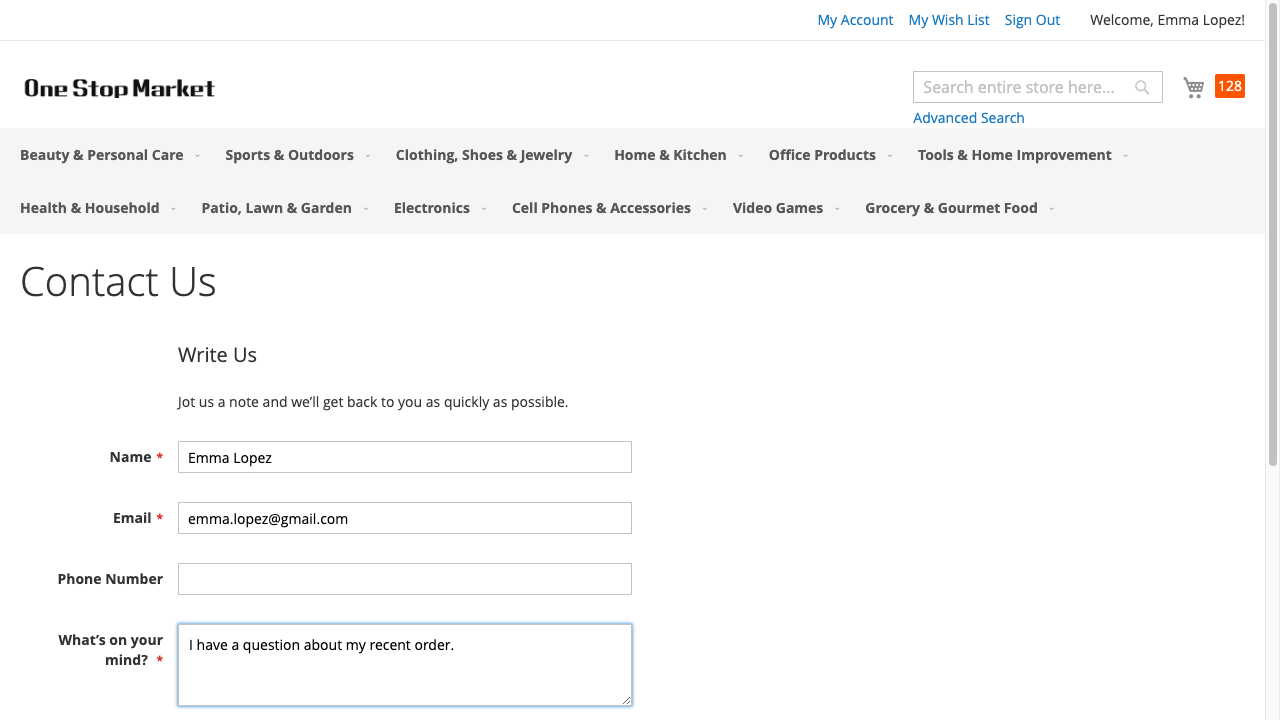 My Account My Wish List Sign Out Welcome, Emma Lopez!
One Stop Market
Search entire store here...
128
Advanced Search
Beauty & Personal Care Sports & Outdoors Clothing, Shoes & Jewelry Home & Kitchen Office Products Tools & Home Improvement
Health & Household Patio, Lawn & Garden Electronics Cell Phones & Accessories Video Games Grocery & Gourmet Food
Contact Us
Write Us
Jot us a note and we’ll get back to you as quickly as possible.
Name *
Emma Lopez
Email *
emma.lopez@gmail.com
Phone Number
What’s on your
mind? *
I have a question about my recent order.